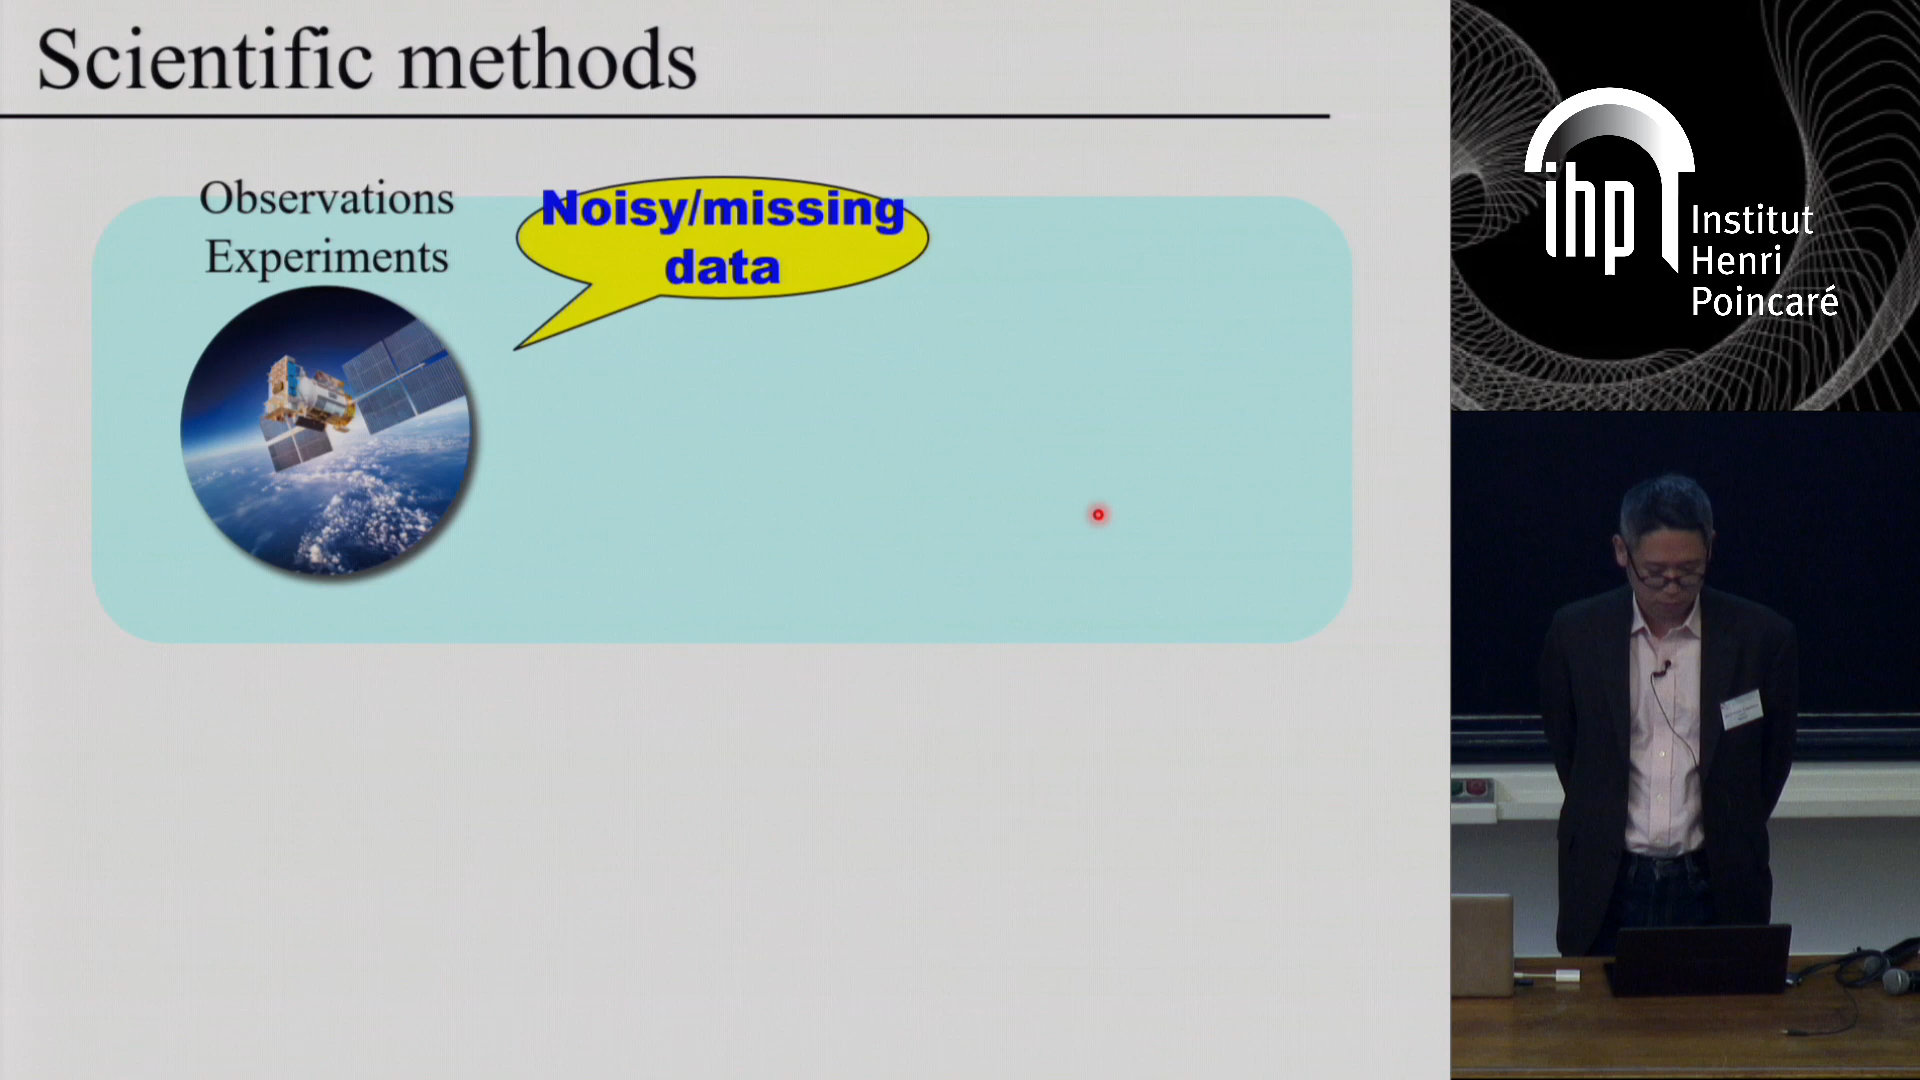 Scientific methods
Observations
Experiments
Noisy/missing
data
ihp
Institut
Henri
Poincaré